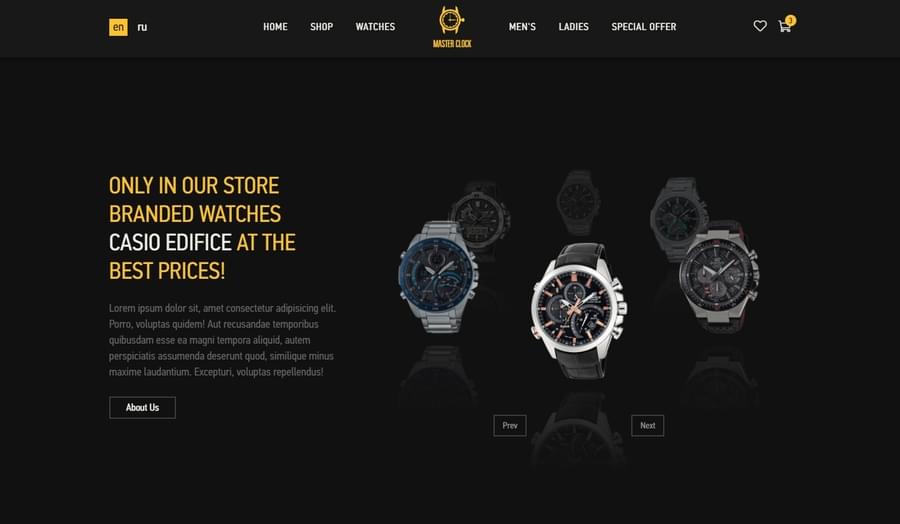 en ru HOME SHOP WATCHES MEN'S LADIES SPECIAL OFFER 3
MASTER CLOCK
ONLY IN OUR STORE
BRANDED WATCHES
CASIO EDIFICE AT THE
BEST PRICES!
Lorem ipsum dolor sit, amet consectetur adipisicing elit.
Porro, voluptas quidem! Aut recusandae temporibus
quibusdam esse ea magni tempora aliquid, autem
perspiciatis assumenda deserunt quod, similique minus
maxime laudantium. Excepturi, voluptas repellendus!
About Us
Prev Next